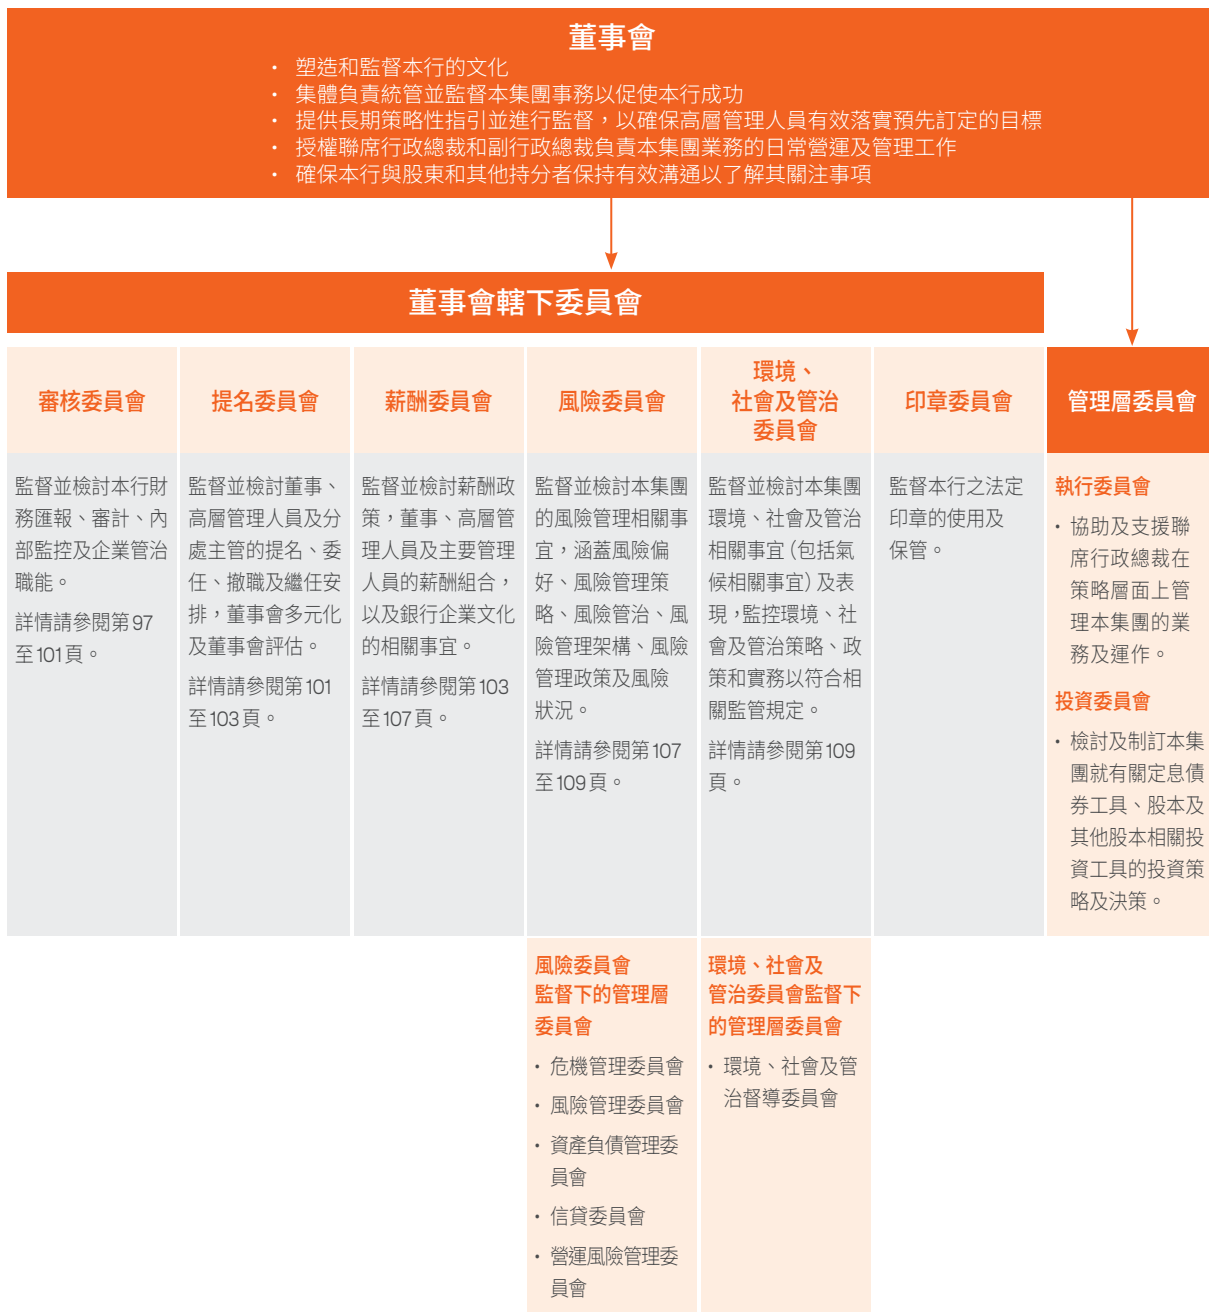 董事會
• 塑造和監督本行的文化
• 集體負責統管並監督本集團事務以促使本行成功
• 提供長期策略性指引並進行監督，以確保高層管理人員有效落實預先訂定的目標
• 授權聯席行政總裁和副行政總裁負責本集團業務的日常營運及管理工作
• 確保本行與股東和其他持分者保持有效溝通以了解其關注事項
董事會轄下委員會
審核委員會
監督並檢討本行財
務匯報、審計、內
部監控及企業管治
職能。
詳情請參閱第97
至101頁。
提名委員會
監督並檢討董事、
高層管理人員及分
處主管的提名、委
任、撤職及繼任安
排，董事會多元化
及董事會評估。
詳情請參閱第101
至103頁。
薪酬委員會
監督並檢討薪酬政
策，董事、高層管
理人員及主要管理
人員的薪酬組合，
以及銀行企業文化
的相關事宜。
詳情請參閱第103
至107頁。
風險委員會
監督並檢討本集團
的風險管理相關事
宜，涵蓋風險偏
好、風險管理策
略、風險管治、風
險管理架構、風險
管理政策及風險
狀況。
詳情請參閱第107
至109頁。
風險委員會
監督下的管理層
委員會
• 危機管理委員會
• 風險管理委員會
• 資產負債管理委
員會
• 信貸委員會
• 營運風險管理委
員會
環境、
社會及管治
委員會
監督並檢討本集團
環境、社會及管治
相關事宜（包括氣
候相關事宜）及表
現，監控環境、社
會及管治策略、政
策和實務以符合相
關監管規定。
詳情請參閱第109
頁。
環境、社會及
管治委員會監督下
的管理層委員會
• 環境、社會及管
治督導委員會
印章委員會
監督本行之法定
印章的使用及
保管。
管理層委員會
執行委員會
• 協助及支援聯
席行政總裁在
策略層面上管
理本集團的業
務及運作。
投資委員會
• 檢討及制訂本集
團就有關定息債
券工具、股本及
其他股本相關投
資工具的投資策
略及決策。